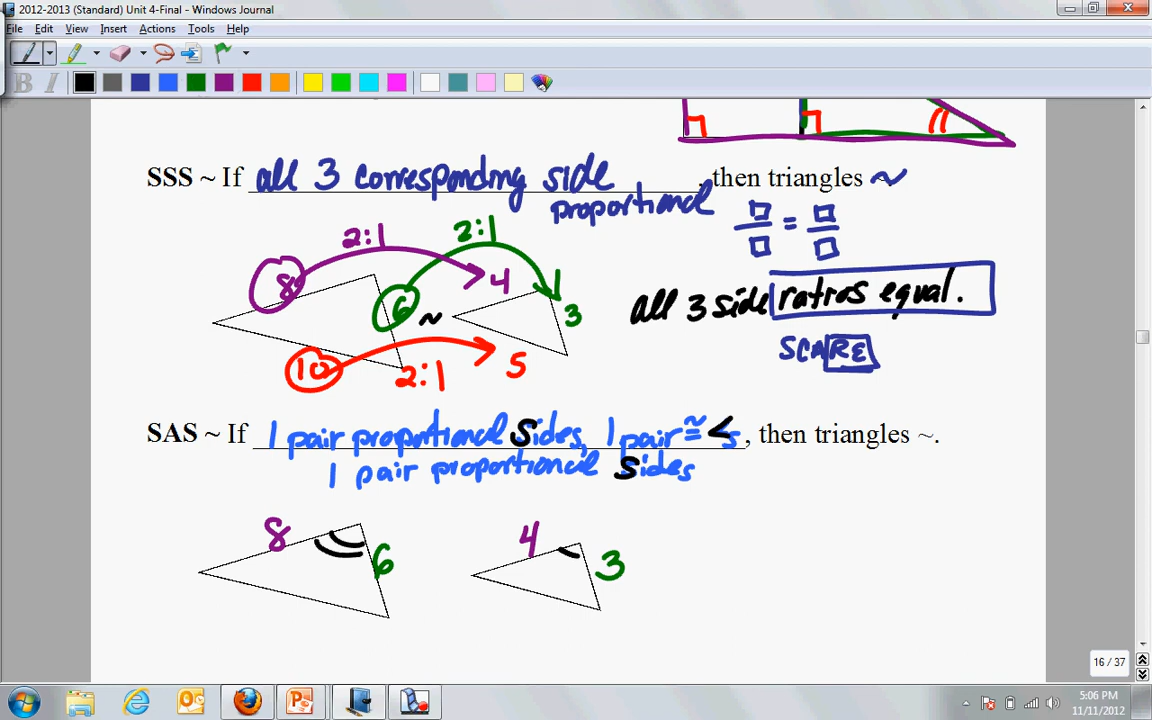 2012-2013 (Standard) Unit 4-Final - Windows Journal
File Edit View Insert Actions Tools Help
B I
SSS ~ If all 3 corresponding side , then triangles ~
proportional
2:1 2:1
8 4
6 ~ 3
all 3 side ratios equal.
SCARE
10 2:1 5
SAS ~ If 1 pair proportional Sides, 1 pair ≅ <s , then triangles ~.
1 pair proportional Sides
8 4
6 3
16 / 37
5:06 PM
11/11/2012